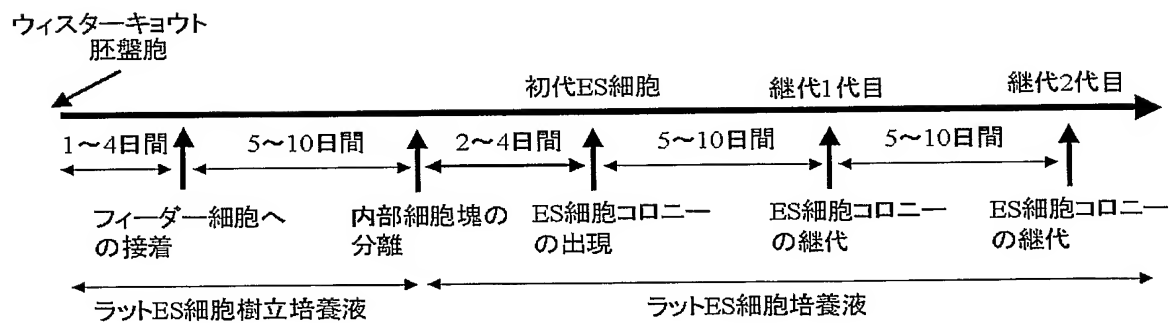 ウィスターキョウト
胚盤胞
初代ES細胞
継代1代目
継代2代目
1〜4日間
5〜10日間
2〜4日間
5〜10日間
5〜10日間
フィーダー細胞へ
の接着
内部細胞塊の
分離
ES細胞コロニー
の出現
ES細胞コロニー
の継代
ES細胞コロニー
の継代
ラットES細胞樹立培養液
ラットES細胞培養液